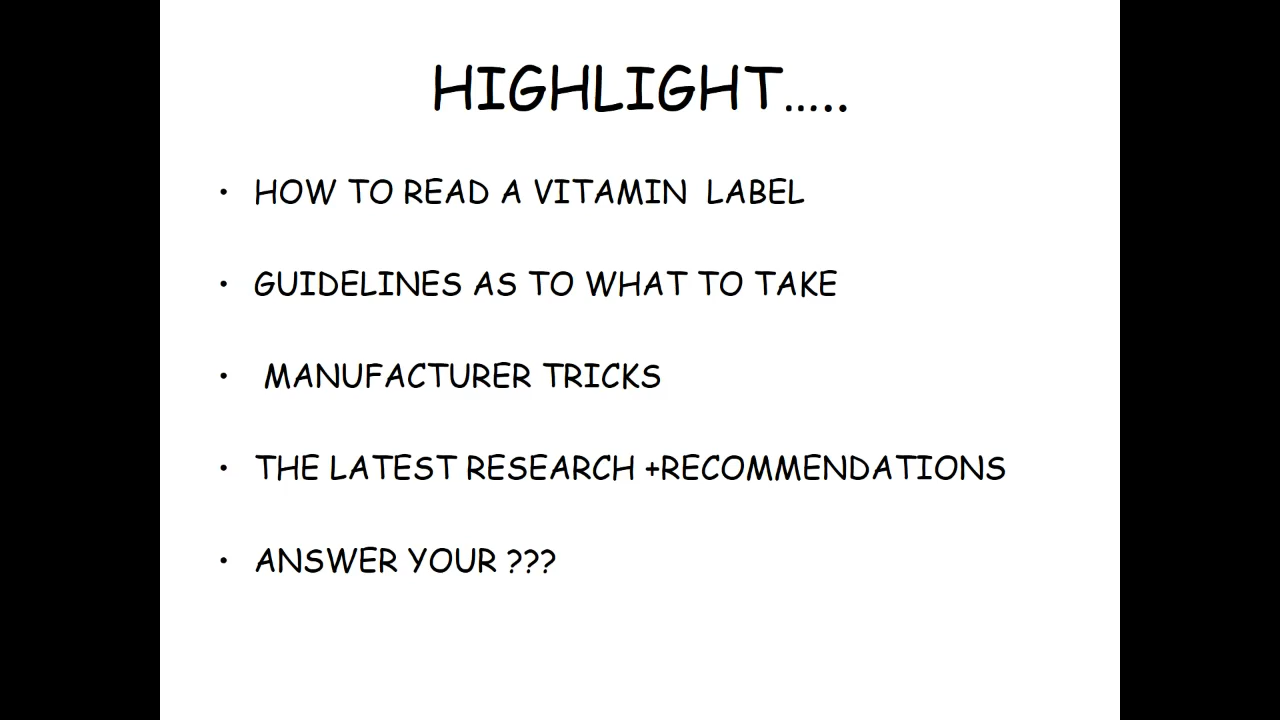 HIGHLIGHT.....
• HOW TO READ A VITAMIN  LABEL
• GUIDELINES AS TO WHAT TO TAKE
•  MANUFACTURER TRICKS
• THE LATEST RESEARCH +RECOMMENDATIONS
• ANSWER YOUR ???